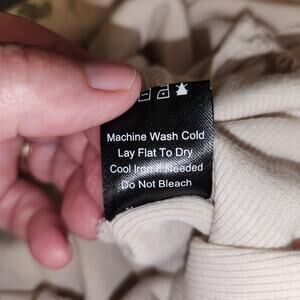 Machine Wash Cold
Lay Flat To Dry
Cool Iron If Needed
Do Not Bleach